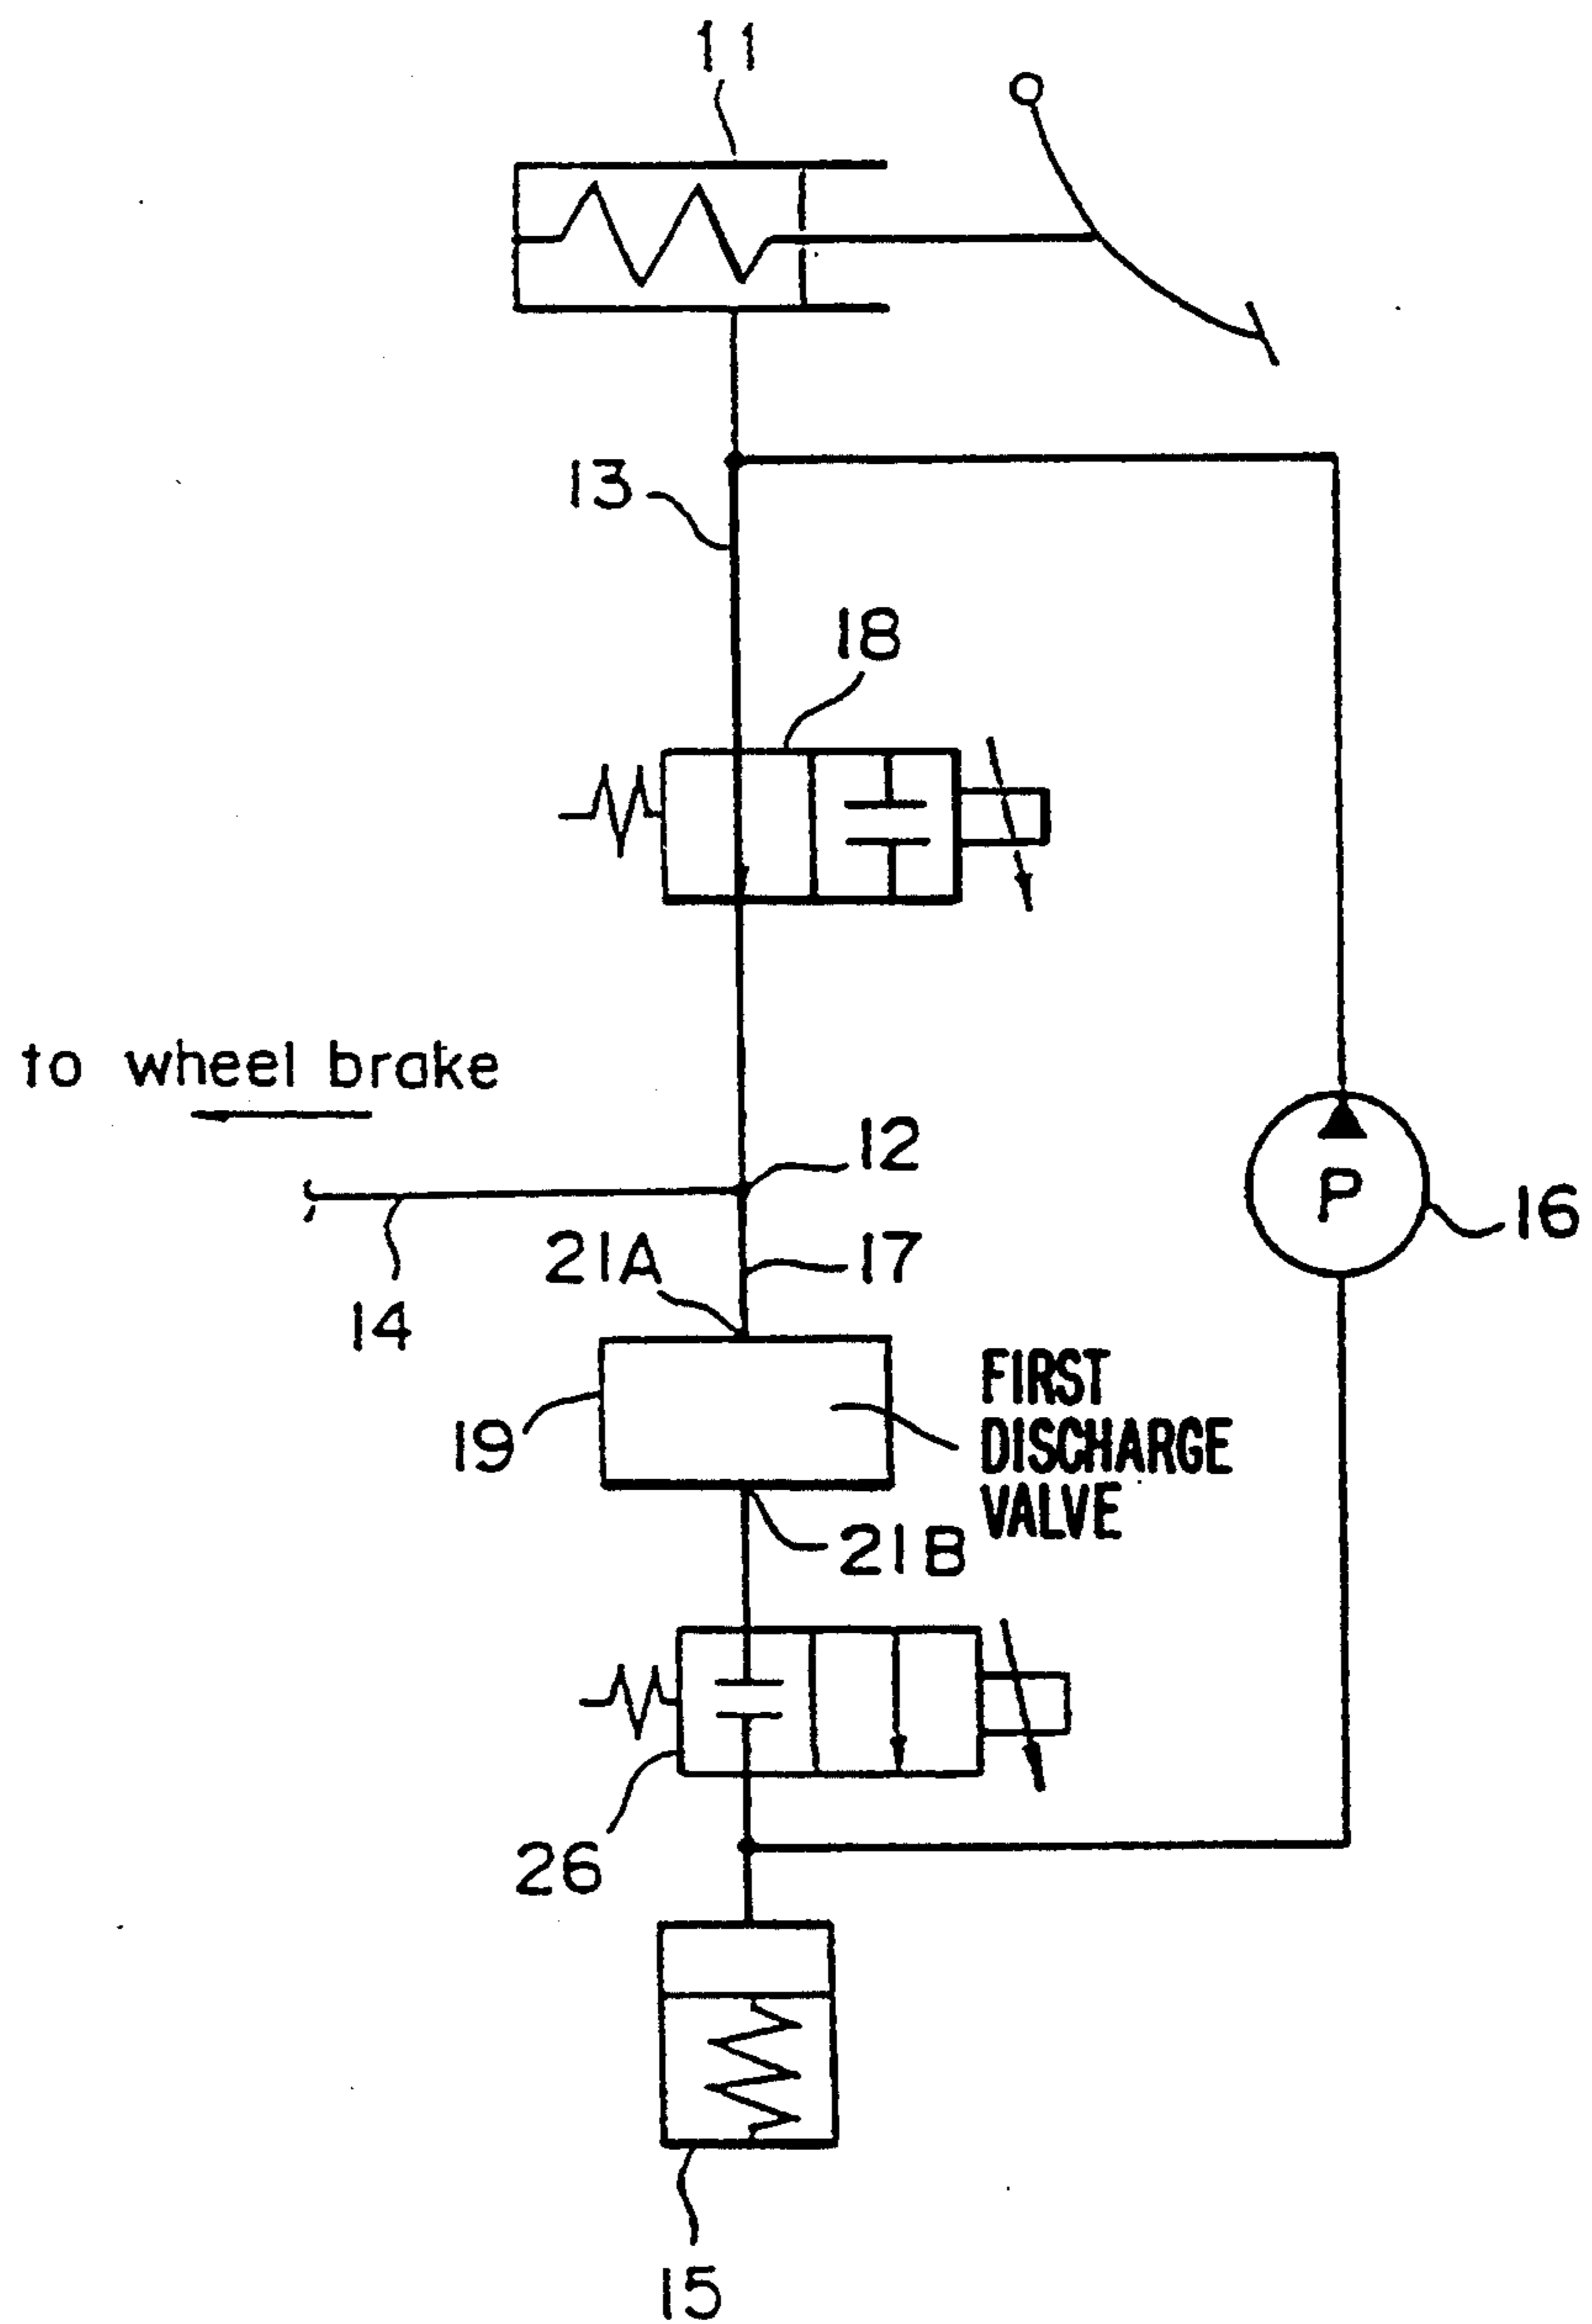 11
13
18
to wheel brake
12
16
21A
17
14
FIRST
DISCHARGE
VALVE
19
21B
26
15
P